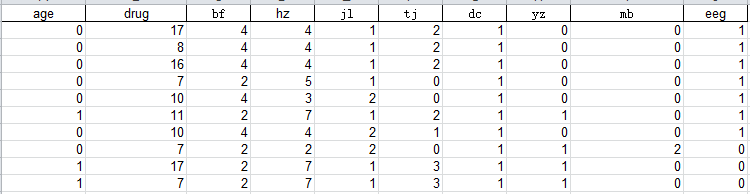 age drug bf hz jl tj dc yz mb eeg
0 17 4 4 1 2 1 0 0 1
0 8 4 4 1 2 1 0 0 1
0 16 4 4 1 2 1 0 0 1
0 7 2 5 1 0 1 0 0 1
0 10 4 3 2 0 1 0 0 1
1 11 2 7 1 2 1 1 0 1
0 10 4 4 2 1 1 0 0 1
0 7 2 2 2 0 1 1 2 0
1 17 2 7 1 3 1 1 0 0
1 7 2 7 1 3 1 1 0 0